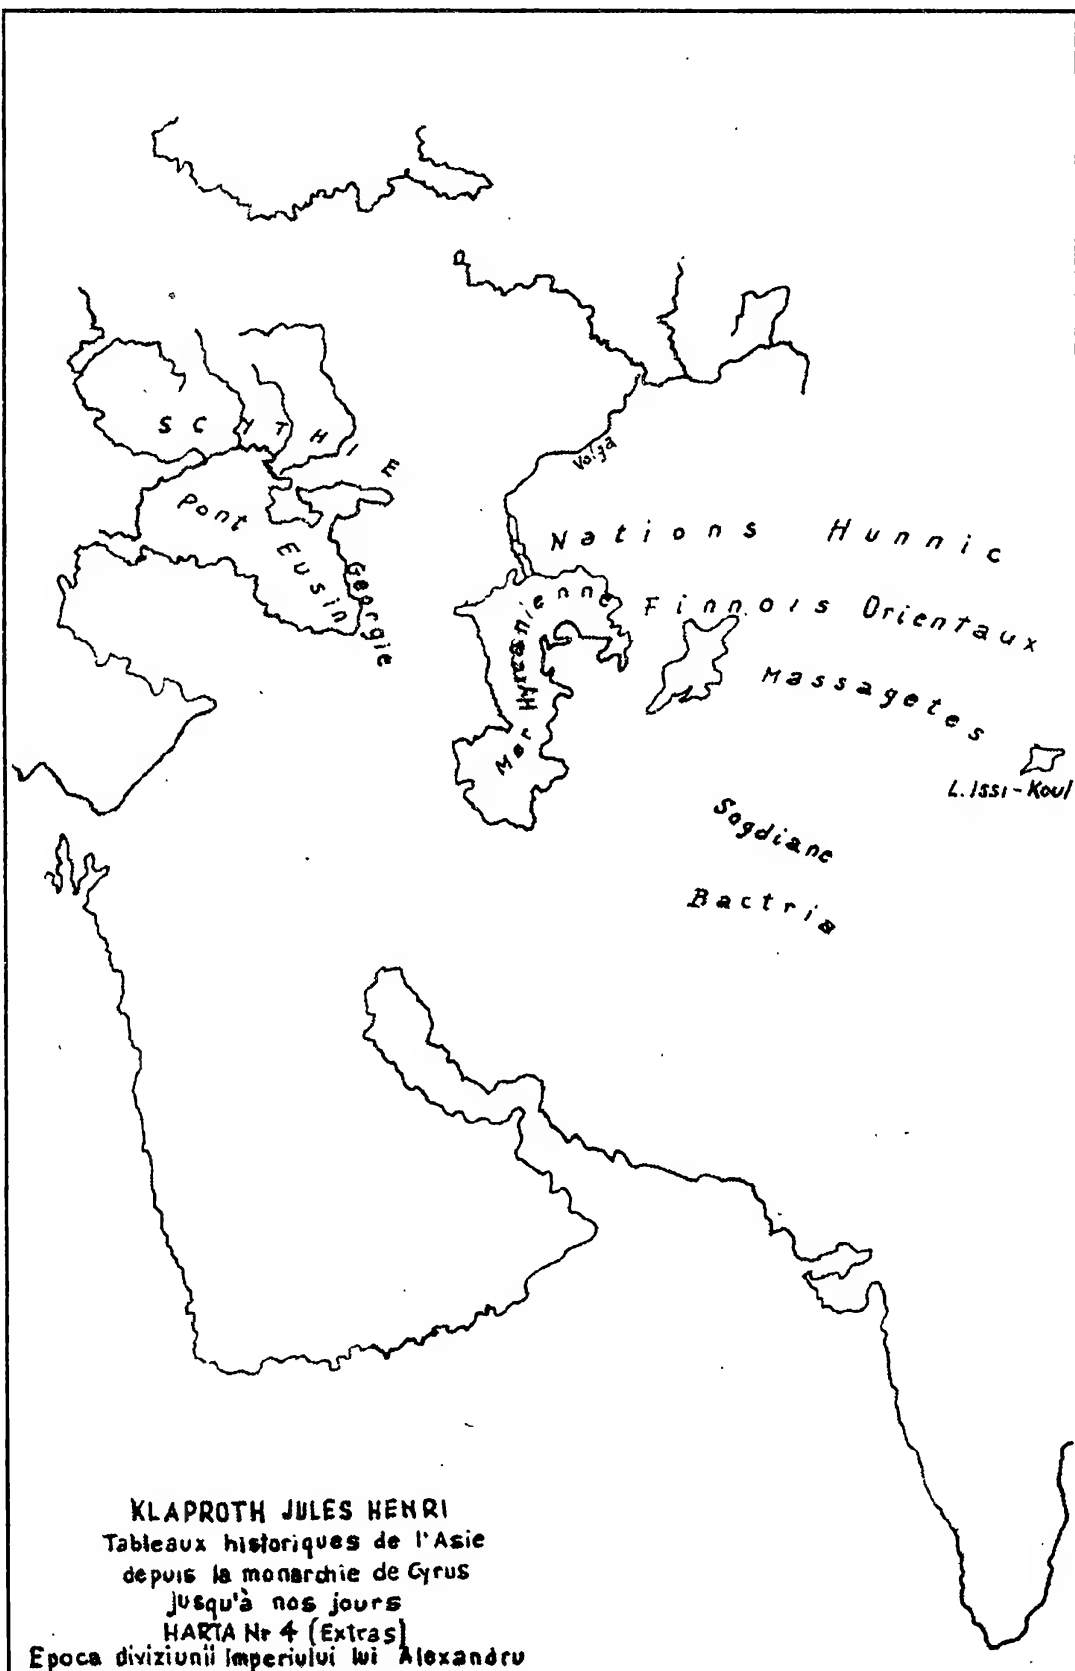 SCYTHIE
Volga
Pont Eusin
Georgie
Nations Hunnic
Finnois Orientaux
Mer Hyrcanienne
Massagetes
L. Issi-Koul
Sogdiane
Bactria
KLAPROTH JULES HENRI
Tableaux historiques de l'Asie
depuis la monarchie de Cyrus
jusqu'à nos jours
HARTA Nr 4 (Extras)
Epoca diviziunii Imperiului lui Alexandru